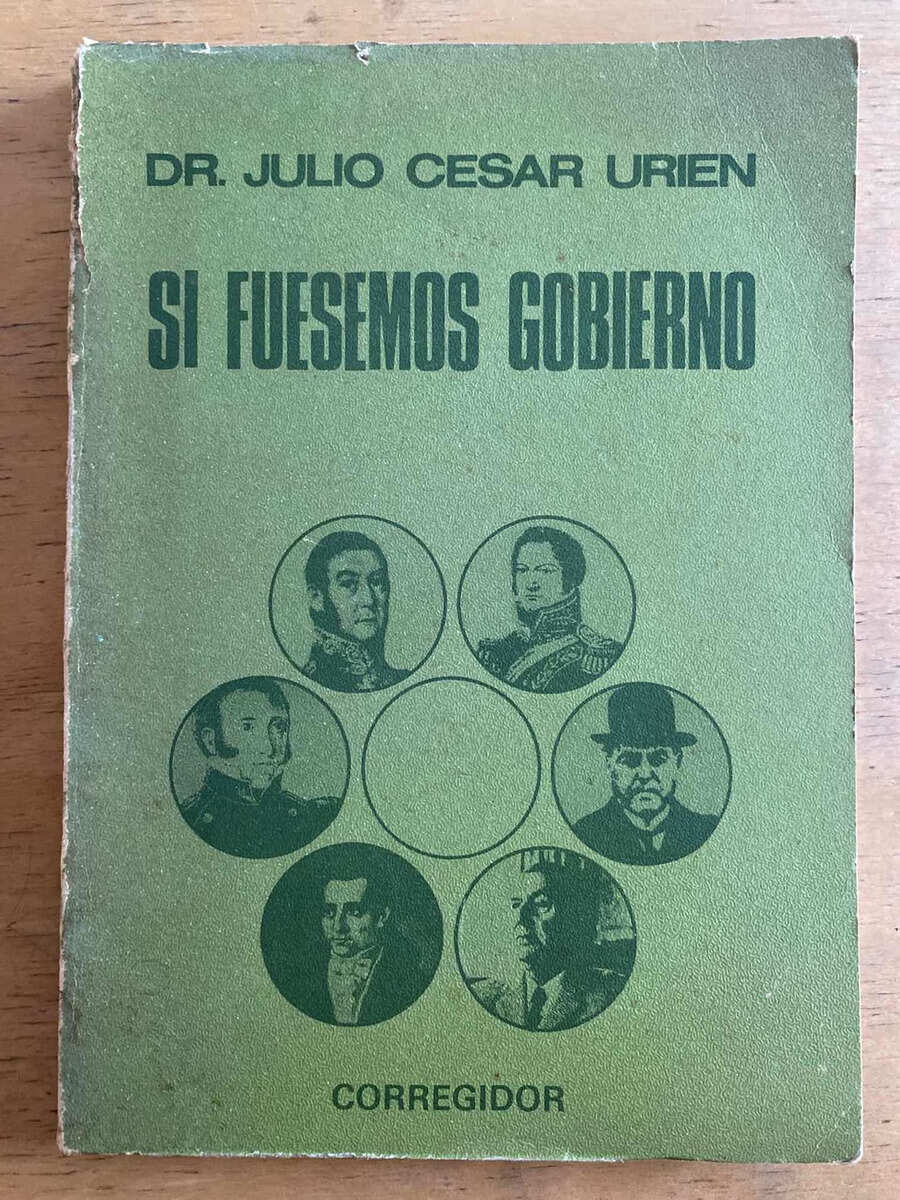 DR. JULIO CESAR URIEN
SI FUESEMOS GOBIERNO
CORREGIDOR